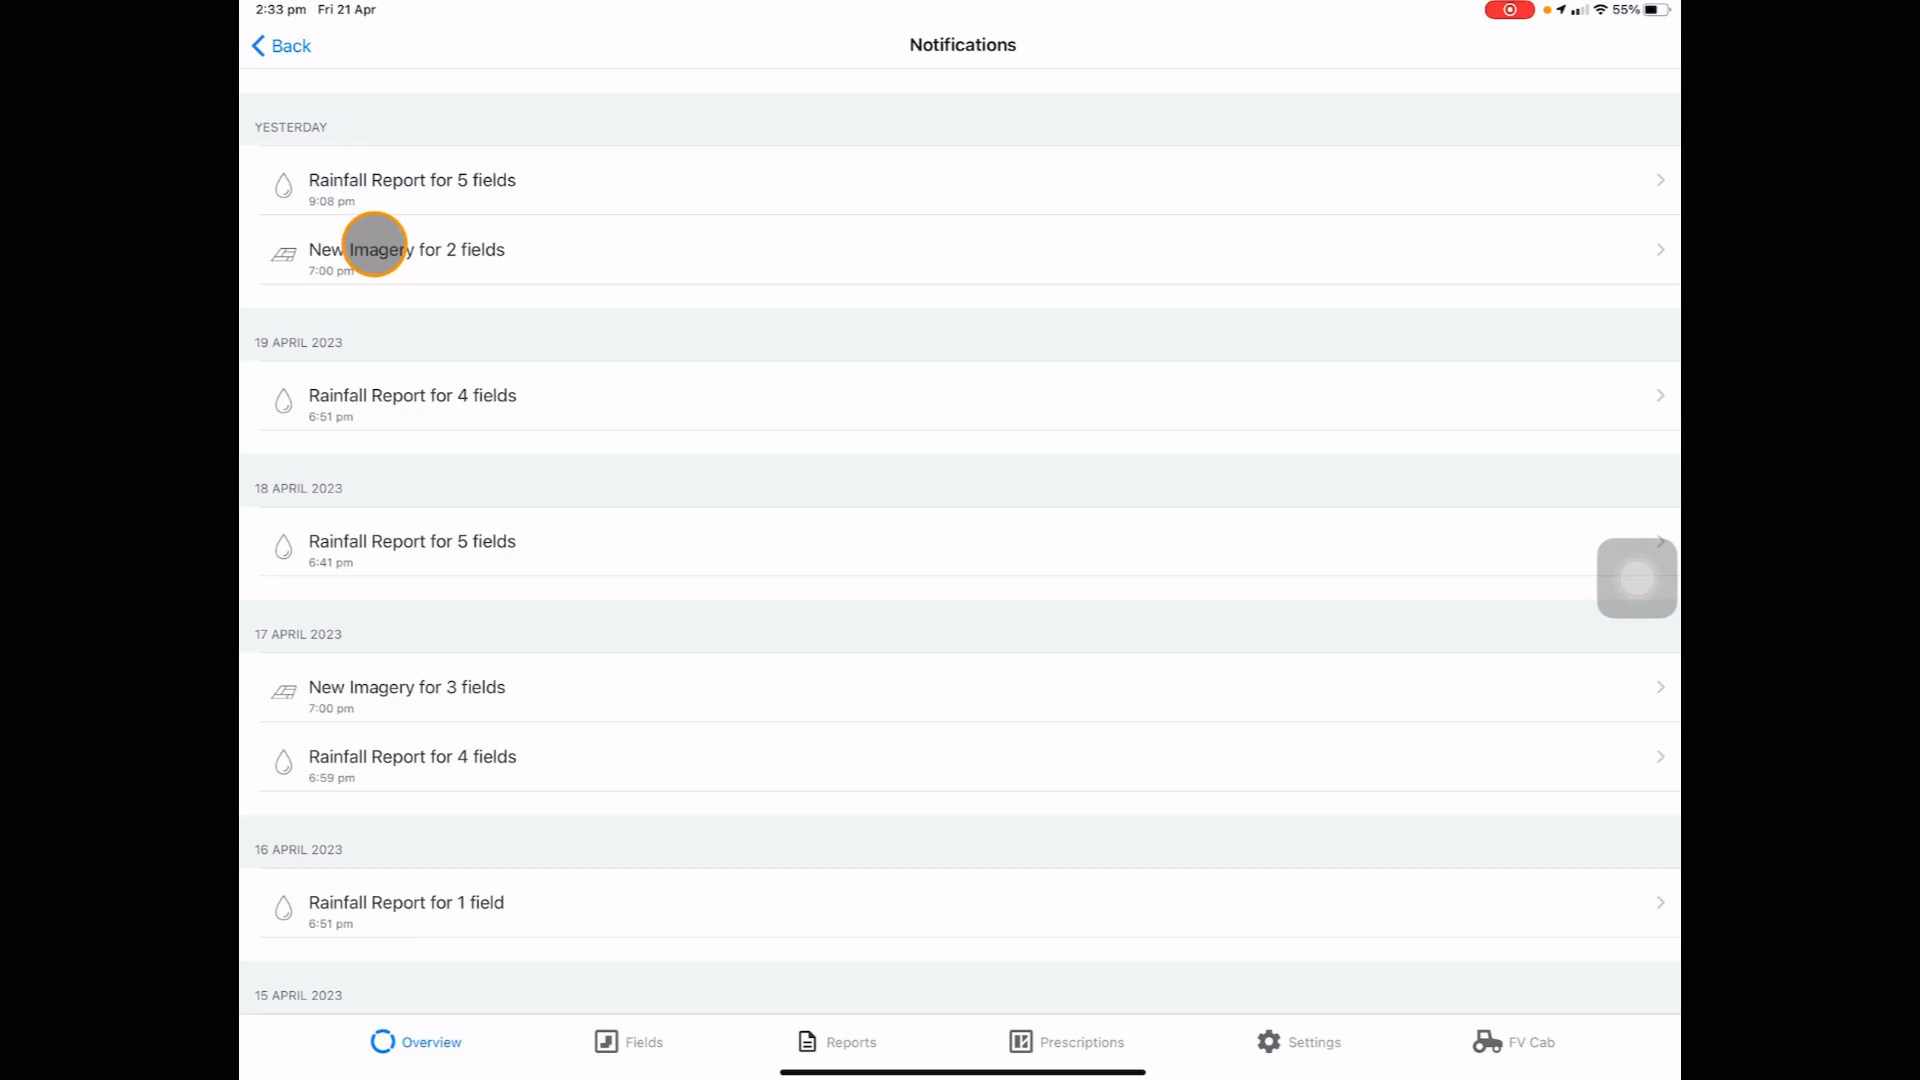 2:33 pm Fri 21 Apr
55%
Back
Notifications
YESTERDAY
Rainfall Report for 5 fields
9:08 pm
New Imagery for 2 fields
7:00 pm
19 APRIL 2023
Rainfall Report for 4 fields
6:51 pm
18 APRIL 2023
Rainfall Report for 5 fields
6:41 pm
17 APRIL 2023
New Imagery for 3 fields
7:00 pm
Rainfall Report for 4 fields
6:59 pm
16 APRIL 2023
Rainfall Report for 1 field
6:51 pm
15 APRIL 2023
Overview Fields Reports Prescriptions Settings FV Cab